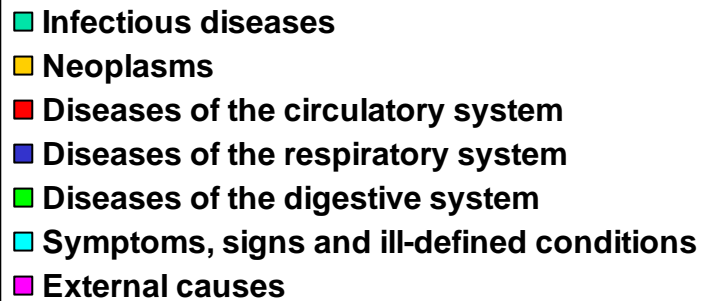 Infectious diseases
Neoplasms
Diseases of the circulatory system
Diseases of the respiratory system
Diseases of the digestive system
Symptoms, signs and ill-defined conditions
External causes